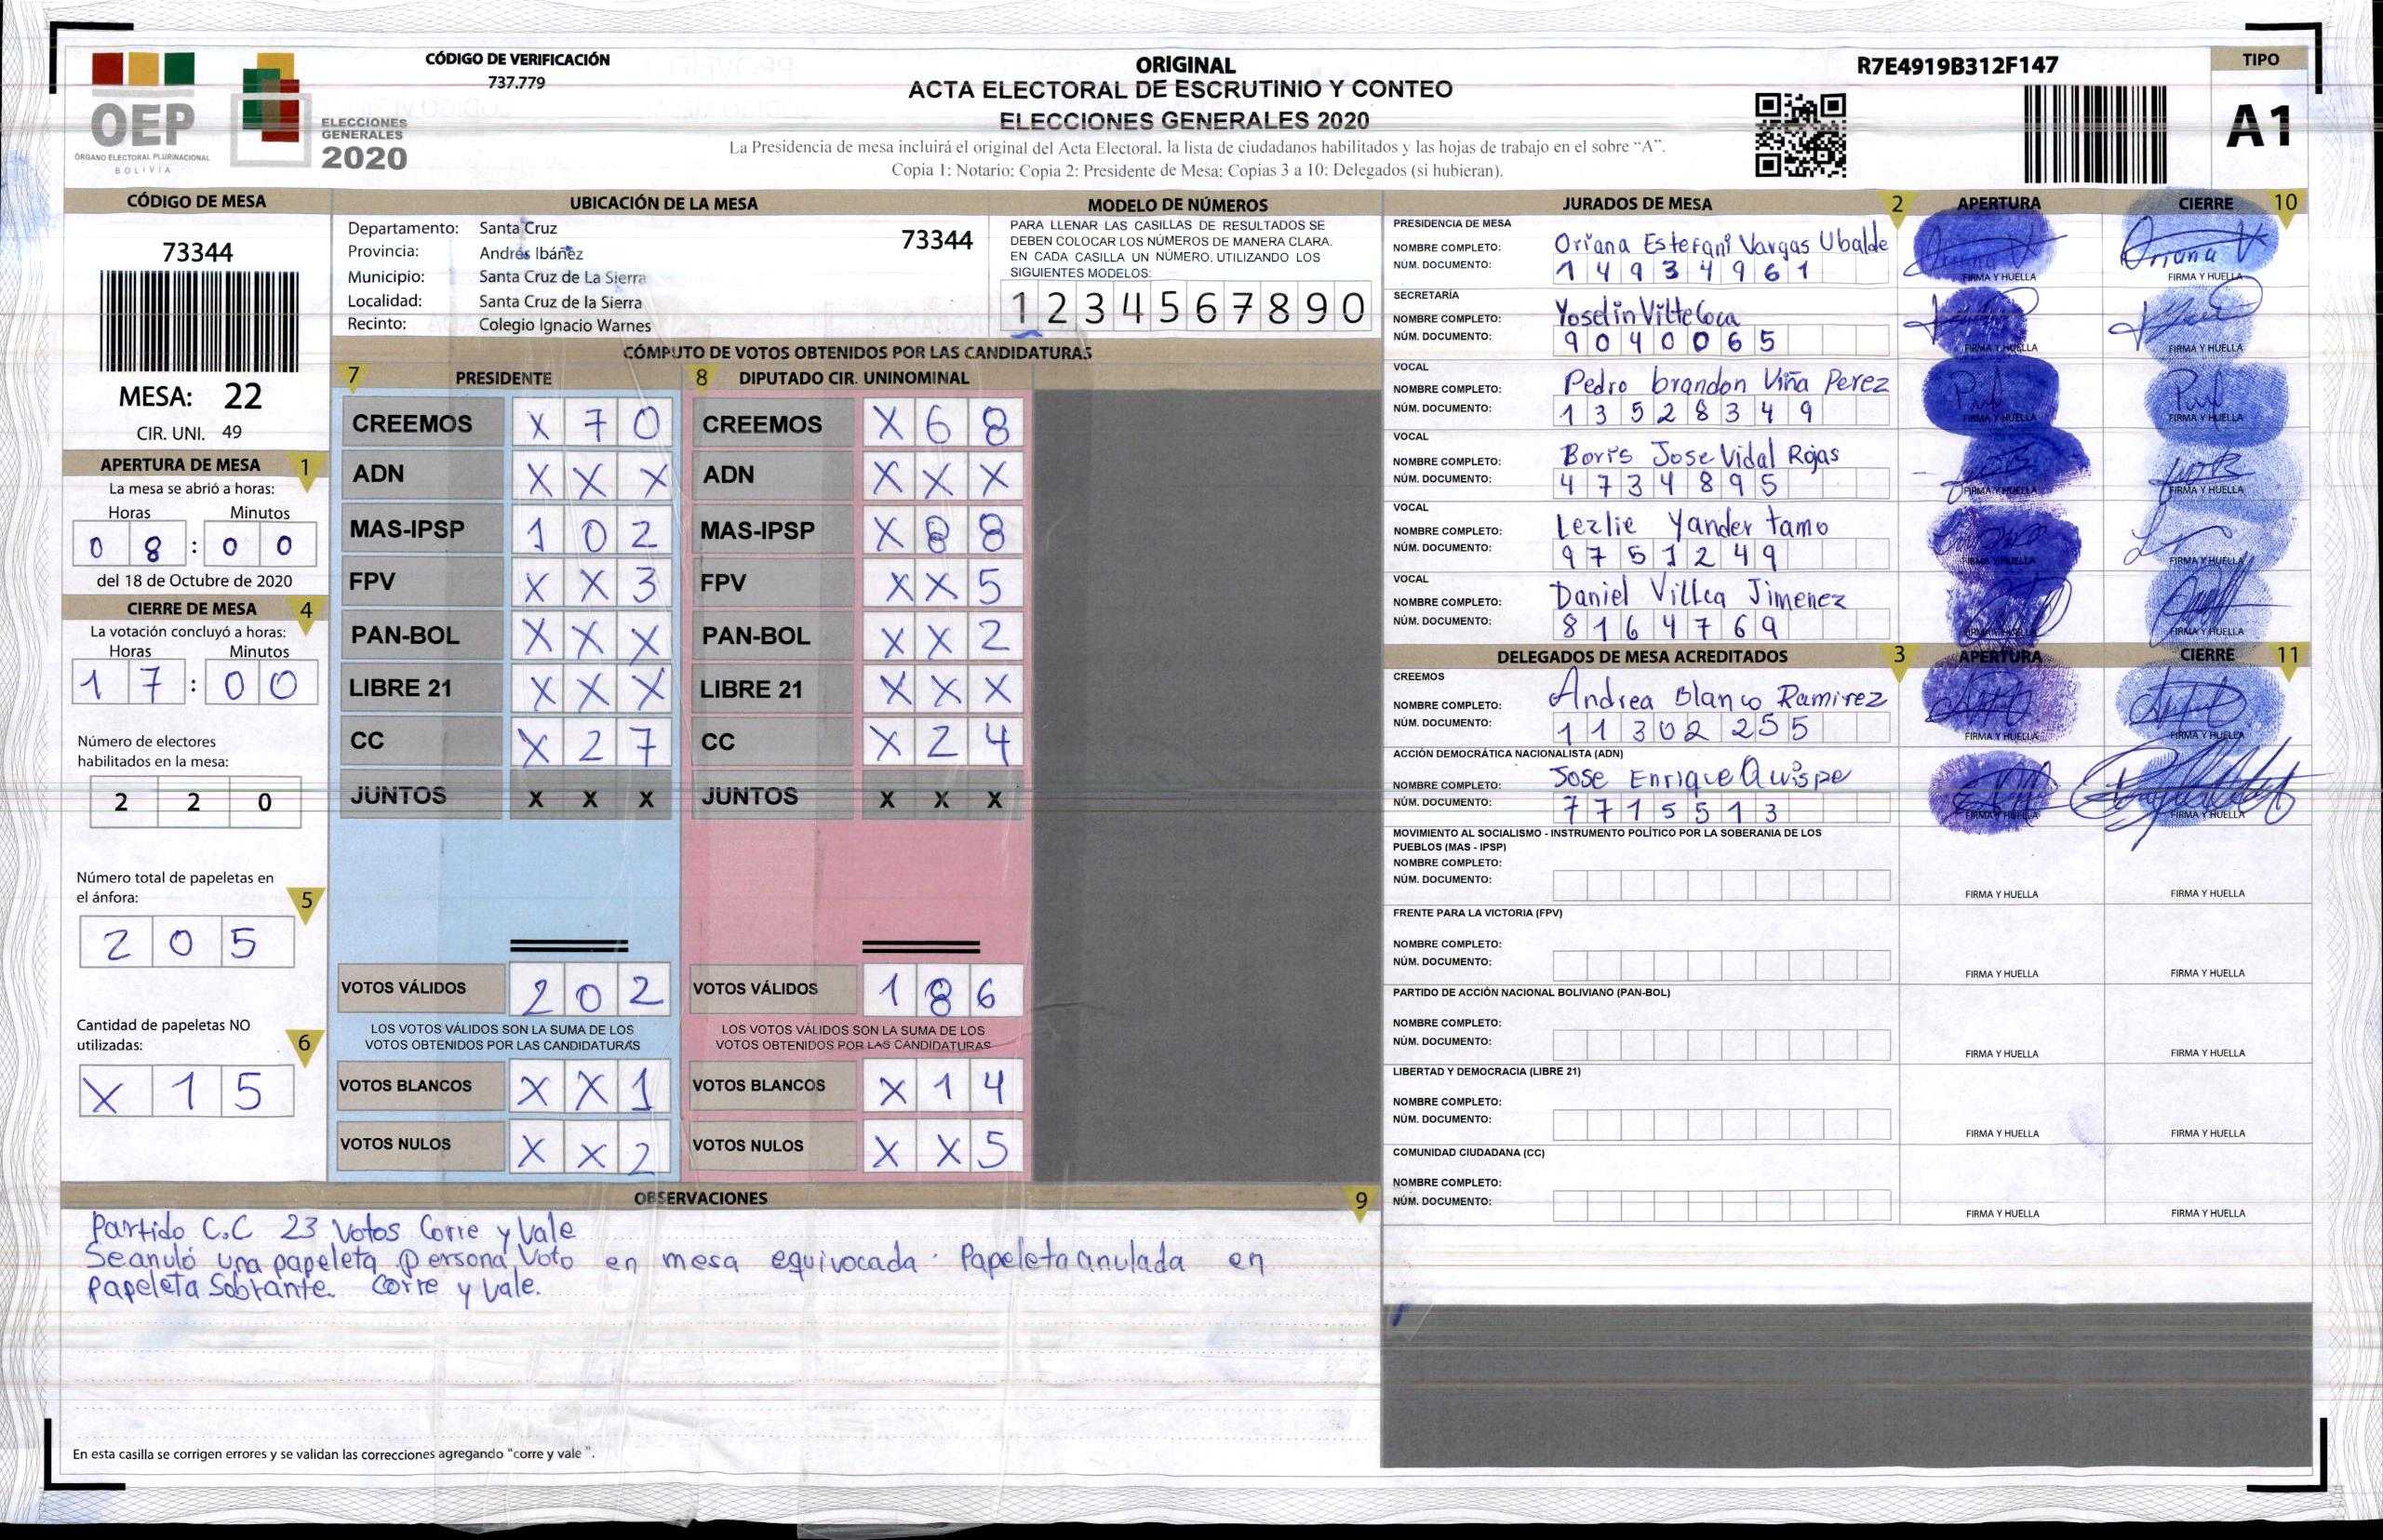 OEP
ÓRGANO ELECTORAL PLURINACIONAL
BOLIVIA
ELECCIONES
GENERALES
2020
CÓDIGO DE VERIFICACIÓN
737.779
ORIGINAL
ACTA ELECTORAL DE ESCRUTINIO Y CONTEO
ELECCIONES GENERALES 2020
La Presidencia de mesa incluirá el original del Acta Electoral, la lista de ciudadanos habilitados y las hojas de trabajo en el sobre “A”.
Copia 1: Notario; Copia 2: Presidente de Mesa; Copias 3 a 10: Delegados (si hubieran).
R7E4919B312F147
TIPO
A1
CÓDIGO DE MESA
73344
MESA: 22
CIR. UNI. 49
APERTURA DE MESA 1
La mesa se abrió a horas:
Horas Minutos
0 8 : 0 0
del 18 de Octubre de 2020
CIERRE DE MESA 4
La votación concluyó a horas:
Horas Minutos
1 7 : 0 0
Número de electores
habilitados en la mesa:
2 2 0
Número total de papeletas en
el ánfora: 5
2 0 5
Cantidad de papeletas NO
utilizadas: 6
X 1 5
UBICACIÓN DE LA MESA
Departamento: Santa Cruz
Provincia: Andrés Ibáñez
Municipio: Santa Cruz de La Sierra
Localidad: Santa Cruz de la Sierra
Recinto: Colegio Ignacio Warnes
73344
MODELO DE NÚMEROS
PARA LLENAR LAS CASILLAS DE RESULTADOS SE
DEBEN COLOCAR LOS NÚMEROS DE MANERA CLARA.
EN CADA CASILLA UN NÚMERO, UTILIZANDO LOS
SIGUIENTES MODELOS:
1 2 3 4 5 6 7 8 9 0
CÓMPUTO DE VOTOS OBTENIDOS POR LAS CANDIDATURAS
7 PRESIDENTE 8 DIPUTADO CIR. UNINOMINAL
CREEMOS X 7 0 CREEMOS X 6 8
ADN X X X ADN X X X
MAS-IPSP 1 0 2 MAS-IPSP X 8 8
FPV X X 3 FPV X X 5
PAN-BOL X X X PAN-BOL X X 2
LIBRE 21 X X X LIBRE 21 X X X
CC X 2 7 CC X 2 4
JUNTOS X X X JUNTOS X X X
VOTOS VÁLIDOS 2 0 2 VOTOS VÁLIDOS 1 8 6
LOS VOTOS VÁLIDOS SON LA SUMA DE LOS LOS VOTOS VÁLIDOS SON LA SUMA DE LOS
VOTOS OBTENIDOS POR LAS CANDIDATURAS VOTOS OBTENIDOS POR LAS CANDIDATURAS
VOTOS BLANCOS X X 1 VOTOS BLANCOS X 1 4
VOTOS NULOS X X 2 VOTOS NULOS X X 5
OBSERVACIONES 9
Partido C.C 23 Votos Corre y Vale
Se anuló una papeleta persona Voto en mesa equivocada. Papeleta anulada en
Papeleta Sobrante. Corre y Vale.
En esta casilla se corrigen errores y se validan las correcciones agregando “corre y vale ”.
JURADOS DE MESA 2 APERTURA CIERRE 10
PRESIDENCIA DE MESA
NOMBRE COMPLETO: Oriana Estefani Vargas Ubalde
NÚM. DOCUMENTO: 1 4 9 3 4 9 6 1
FIRMA Y HUELLA FIRMA Y HUELLA
SECRETARÍA
NOMBRE COMPLETO: Yoselin Vilte Coca
NÚM. DOCUMENTO: 9 0 4 0 0 6 5
FIRMA Y HUELLA FIRMA Y HUELLA
VOCAL
NOMBRE COMPLETO: Pedro brandon Viña Perez
NÚM. DOCUMENTO: 1 3 5 2 8 3 4 9
FIRMA Y HUELLA FIRMA Y HUELLA
VOCAL
NOMBRE COMPLETO: Boris Jose Vidal Rojas
NÚM. DOCUMENTO: 4 7 3 4 8 9 5
FIRMA Y HUELLA FIRMA Y HUELLA
VOCAL
NOMBRE COMPLETO: Lezlie Yander tamo
NÚM. DOCUMENTO: 9 7 5 1 2 4 9
FIRMA Y HUELLA FIRMA Y HUELLA
VOCAL
NOMBRE COMPLETO: Daniel Villca Jimenez
NÚM. DOCUMENTO: 8 1 6 4 7 6 9
FIRMA Y HUELLA FIRMA Y HUELLA
DELEGADOS DE MESA ACREDITADOS 3 APERTURA CIERRE 11
CREEMOS
NOMBRE COMPLETO: Andrea Blanco Ramirez
NÚM. DOCUMENTO: 1 1 3 0 2 2 5 5
FIRMA Y HUELLA FIRMA Y HUELLA
ACCIÓN DEMOCRÁTICA NACIONALISTA (ADN)
NOMBRE COMPLETO: Jose Enrique Quispe
NÚM. DOCUMENTO: 7 7 1 5 5 1 3
FIRMA Y HUELLA FIRMA Y HUELLA
MOVIMIENTO AL SOCIALISMO - INSTRUMENTO POLÍTICO POR LA SOBERANIA DE LOS
PUEBLOS (MAS - IPSP)
NOMBRE COMPLETO:
NÚM. DOCUMENTO:
FIRMA Y HUELLA FIRMA Y HUELLA
FRENTE PARA LA VICTORIA (FPV)
NOMBRE COMPLETO:
NÚM. DOCUMENTO:
FIRMA Y HUELLA FIRMA Y HUELLA
PARTIDO DE ACCIÓN NACIONAL BOLIVIANO (PAN-BOL)
NOMBRE COMPLETO:
NÚM. DOCUMENTO:
FIRMA Y HUELLA FIRMA Y HUELLA
LIBERTAD Y DEMOCRACIA (LIBRE 21)
NOMBRE COMPLETO:
NÚM. DOCUMENTO:
FIRMA Y HUELLA FIRMA Y HUELLA
COMUNIDAD CIUDADANA (CC)
NOMBRE COMPLETO:
NÚM. DOCUMENTO:
FIRMA Y HUELLA FIRMA Y HUELLA